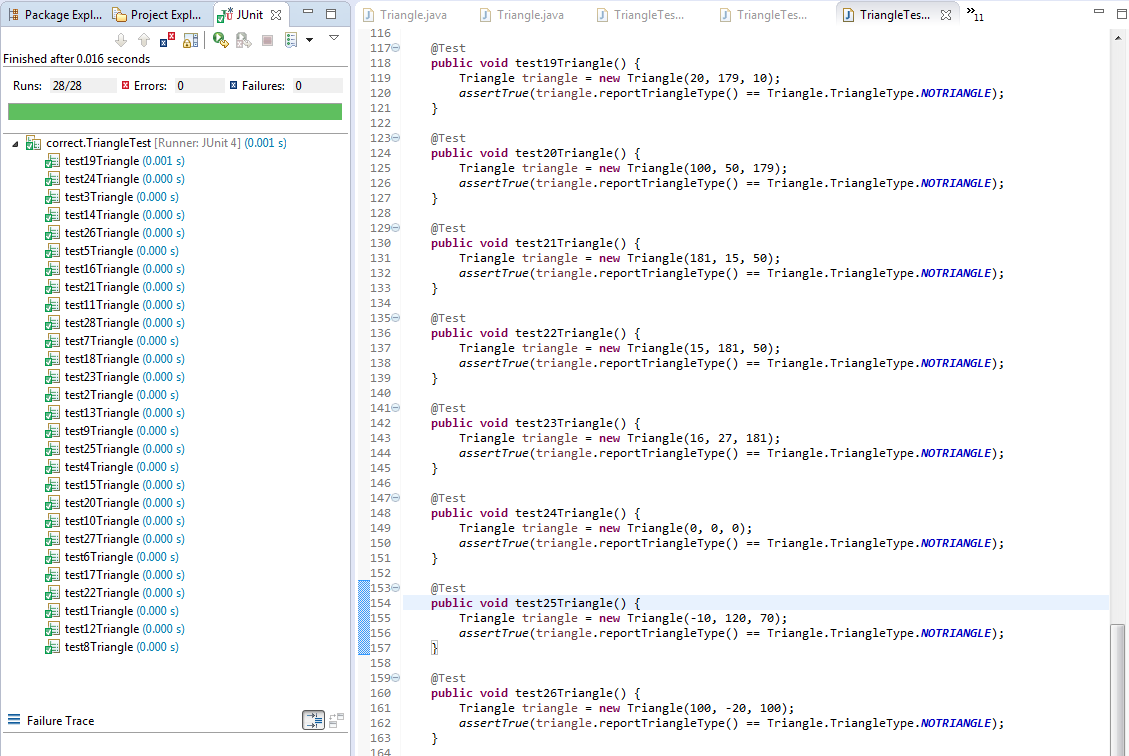 Package Expl... Project Expl... JUnit
Finished after 0.016 seconds
Runs: 28/28 Errors: 0 Failures: 0
correct.TriangleTest [Runner: JUnit 4] (0.001 s)
test19Triangle (0.001 s)
test24Triangle (0.000 s)
test3Triangle (0.000 s)
test14Triangle (0.000 s)
test26Triangle (0.000 s)
test5Triangle (0.000 s)
test16Triangle (0.000 s)
test21Triangle (0.000 s)
test11Triangle (0.000 s)
test28Triangle (0.000 s)
test7Triangle (0.000 s)
test18Triangle (0.000 s)
test23Triangle (0.000 s)
test2Triangle (0.000 s)
test13Triangle (0.000 s)
test9Triangle (0.000 s)
test25Triangle (0.000 s)
test4Triangle (0.000 s)
test15Triangle (0.000 s)
test20Triangle (0.000 s)
test10Triangle (0.000 s)
test27Triangle (0.000 s)
test6Triangle (0.000 s)
test17Triangle (0.000 s)
test22Triangle (0.000 s)
test1Triangle (0.000 s)
test12Triangle (0.000 s)
test8Triangle (0.000 s)
Failure Trace
Triangle.java Triangle.java TriangleTes... TriangleTes... TriangleTes... »11
116
117 @Test
118 public void test19Triangle() {
119 Triangle triangle = new Triangle(20, 179, 10);
120 assertTrue(triangle.reportTriangleType() == Triangle.TriangleType.NOTRIANGLE);
121 }
122
123 @Test
124 public void test20Triangle() {
125 Triangle triangle = new Triangle(100, 50, 179);
126 assertTrue(triangle.reportTriangleType() == Triangle.TriangleType.NOTRIANGLE);
127 }
128
129 @Test
130 public void test21Triangle() {
131 Triangle triangle = new Triangle(181, 15, 50);
132 assertTrue(triangle.reportTriangleType() == Triangle.TriangleType.NOTRIANGLE);
133 }
134
135 @Test
136 public void test22Triangle() {
137 Triangle triangle = new Triangle(15, 181, 50);
138 assertTrue(triangle.reportTriangleType() == Triangle.TriangleType.NOTRIANGLE);
139 }
140
141 @Test
142 public void test23Triangle() {
143 Triangle triangle = new Triangle(16, 27, 181);
144 assertTrue(triangle.reportTriangleType() == Triangle.TriangleType.NOTRIANGLE);
145 }
146
147 @Test
148 public void test24Triangle() {
149 Triangle triangle = new Triangle(0, 0, 0);
150 assertTrue(triangle.reportTriangleType() == Triangle.TriangleType.NOTRIANGLE);
151 }
152
153 @Test
154 public void test25Triangle() {
155 Triangle triangle = new Triangle(-10, 120, 70);
156 assertTrue(triangle.reportTriangleType() == Triangle.TriangleType.NOTRIANGLE);
157 }
158
159 @Test
160 public void test26Triangle() {
161 Triangle triangle = new Triangle(100, -20, 100);
162 assertTrue(triangle.reportTriangleType() == Triangle.TriangleType.NOTRIANGLE);
163 }
164